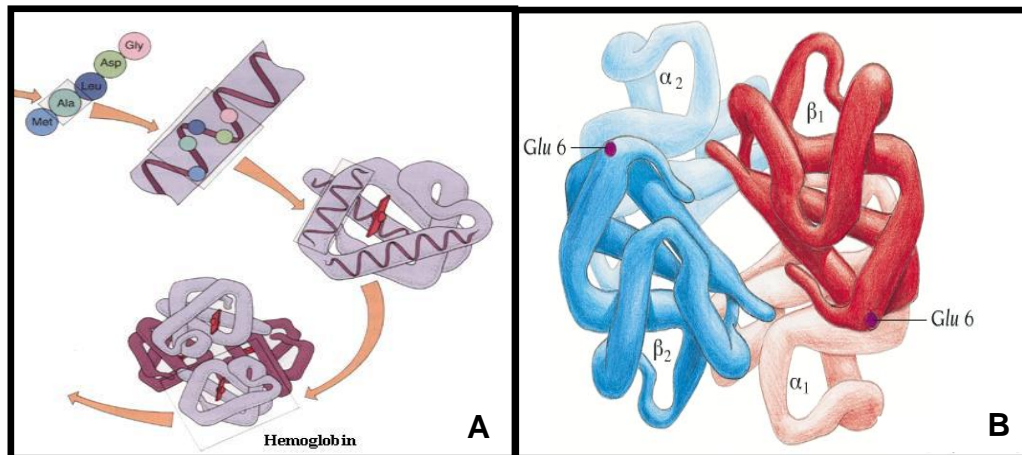 Gly
Asp
Leu
Ala
Met
Hemoglobin
A
α₂
β₁
Glu 6
Glu 6
β₂
α₁
B